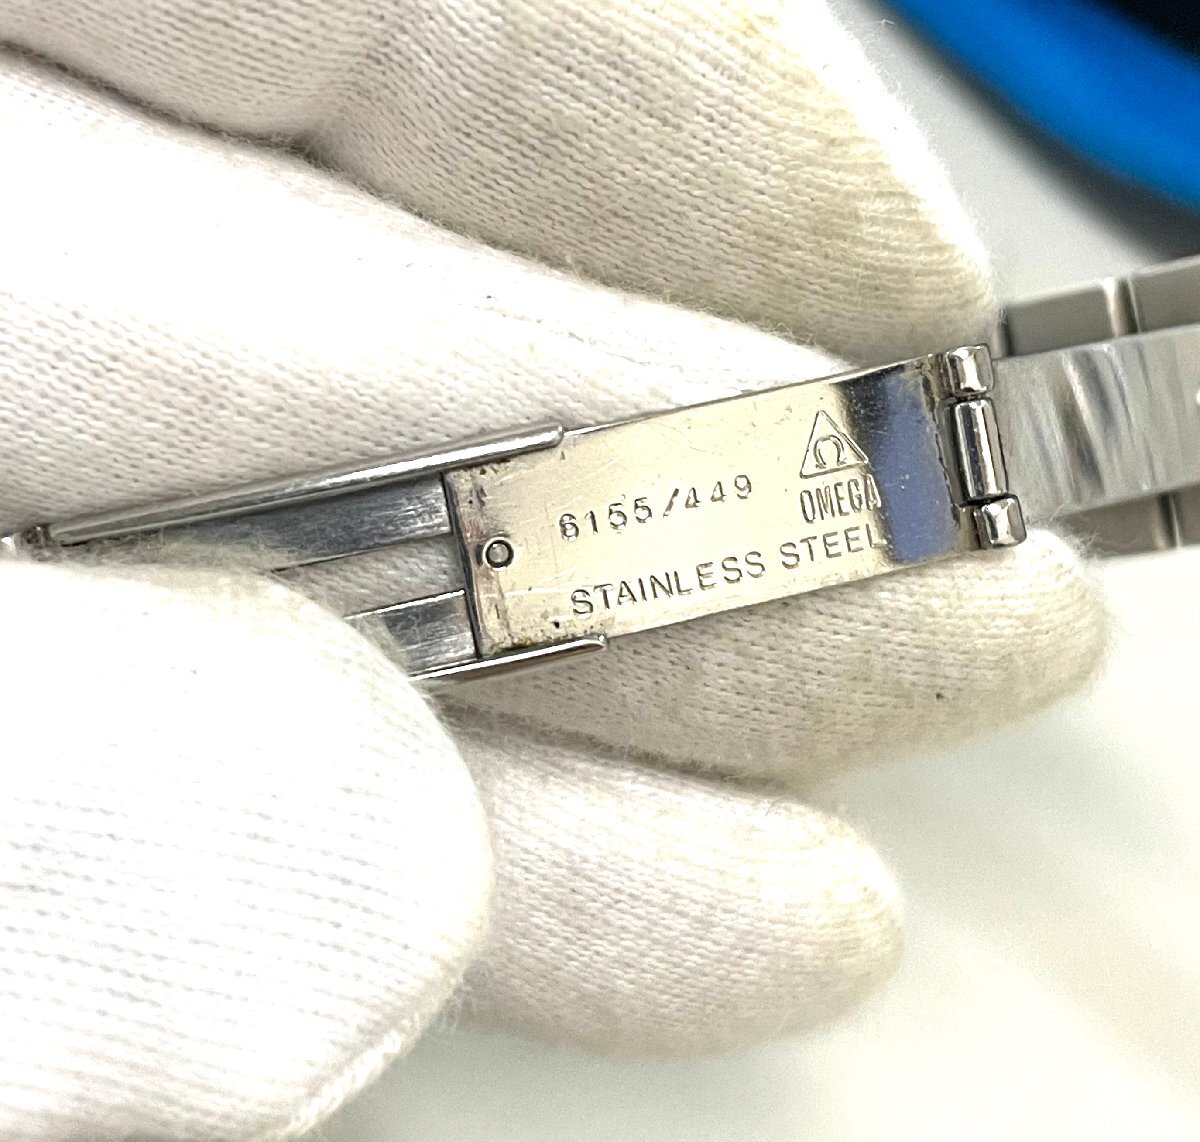 Ω
OMEGA
6155/449
STAINLESS STEEL